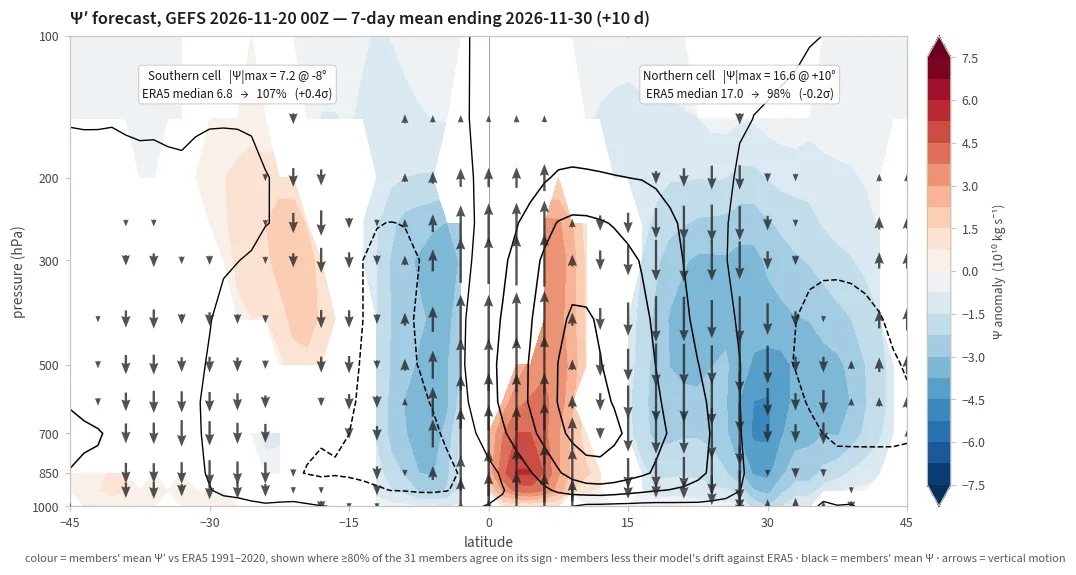 Ψ′ forecast, GEFS 2026-11-20 00Z — 7-day mean ending 2026-11-30 (+10 d)
Southern cell |Ψ|max = 7.2 @ -8°
ERA5 median 6.8 → 107% (+0.4σ)
Northern cell |Ψ|max = 16.6 @ +10°
ERA5 median 17.0 → 98% (-0.2σ)
pressure (hPa)
100
200
300
400
500
700
850
1000
−45
−30
−15
0
15
30
45
latitude
7.5
6.0
4.5
3.0
1.5
0.0
−1.5
−3.0
−4.5
−6.0
−7.5
Ψ anomaly (10¹⁰ kg s⁻¹)
colour = members' mean Ψ′ vs ERA5 1991–2020, shown where ≥80% of the 31 members agree on its sign · members less their model's drift against ERA5 · black = members' mean Ψ · arrows = vertical motion